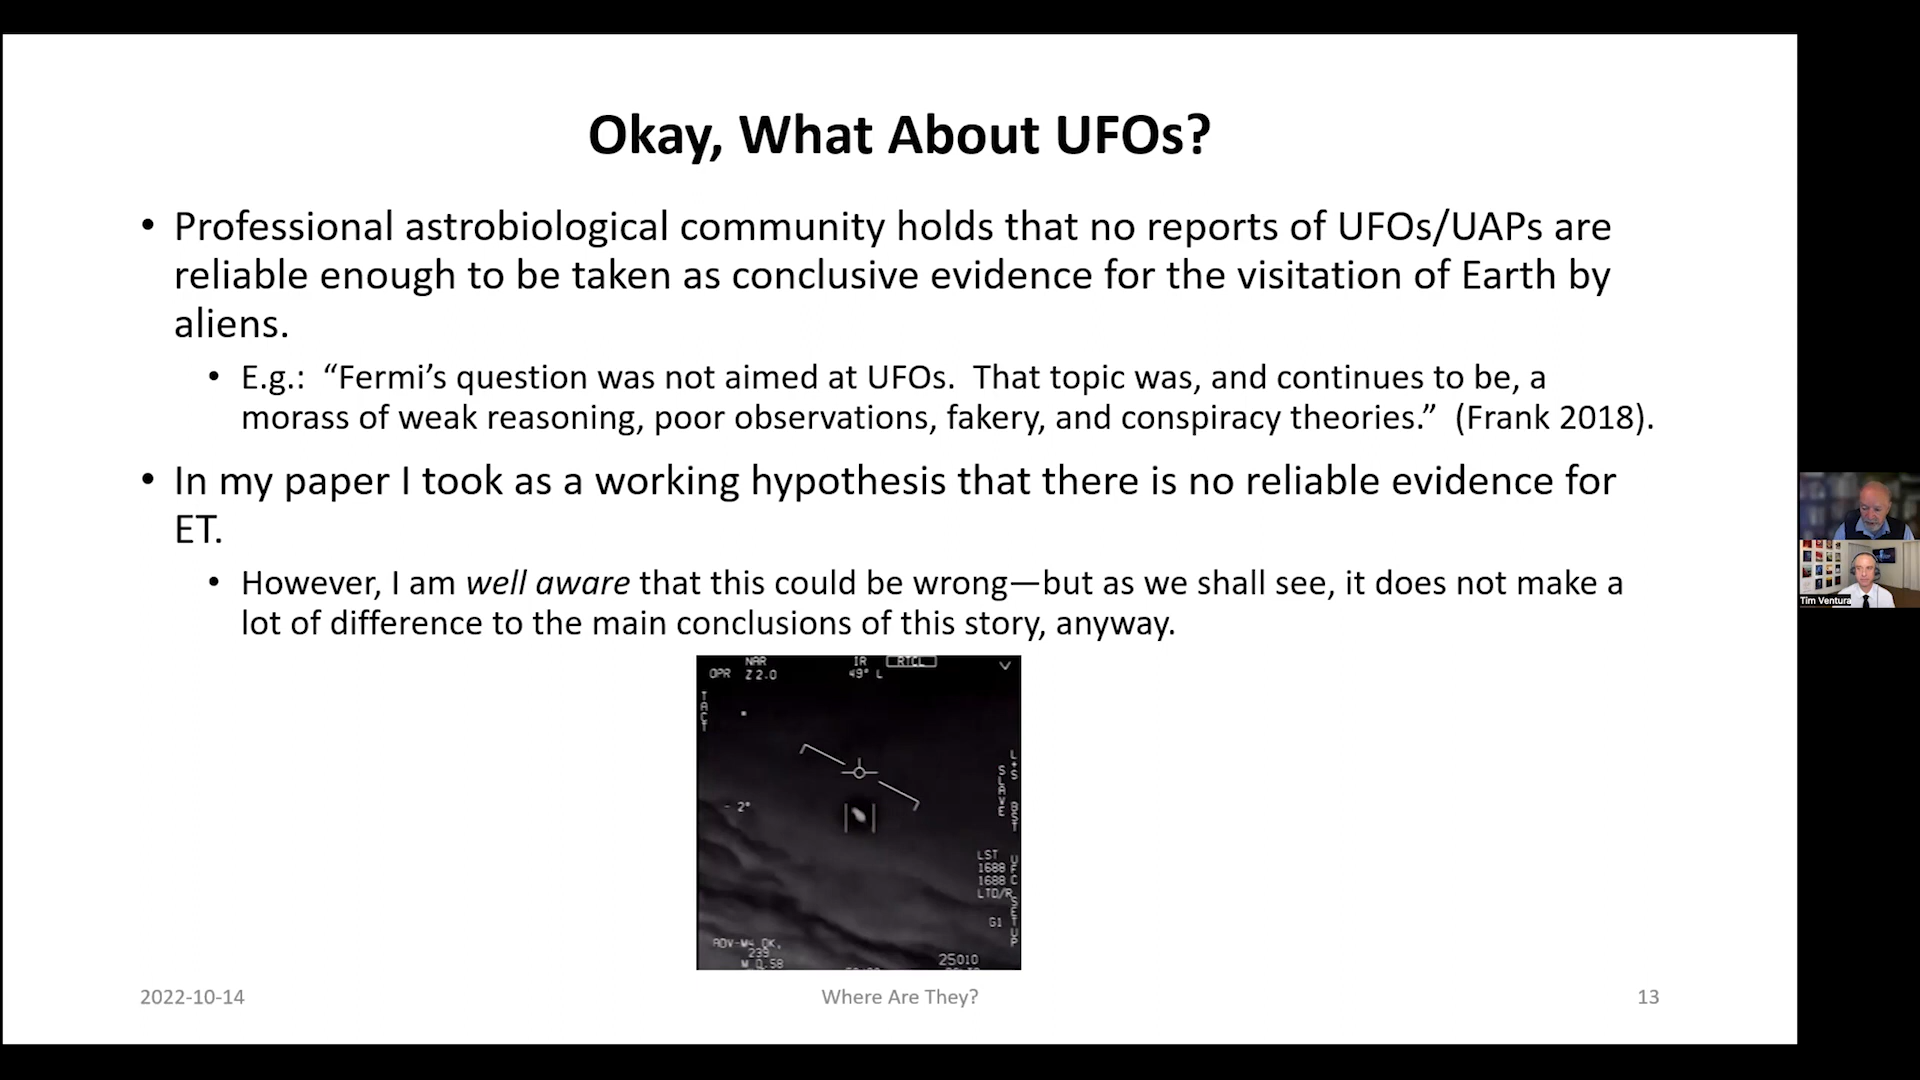 Okay, What About UFOs?
• Professional astrobiological community holds that no reports of UFOs/UAPs are
reliable enough to be taken as conclusive evidence for the visitation of Earth by
aliens.
• E.g.: “Fermi’s question was not aimed at UFOs. That topic was, and continues to be, a
morass of weak reasoning, poor observations, fakery, and conspiracy theories.” (Frank 2018).
• In my paper I took as a working hypothesis that there is no reliable evidence for
ET.
• However, I am well aware that this could be wrong—but as we shall see, it does not make a
lot of difference to the main conclusions of this story, anyway.
NAR IR RTCL
OPR Z 2.0 49° L
TACT
L+S
SLAVE BST
- 2°
LST
1688
1688
LTD/R
UFC SETUP
G1
239
M 0.58
25010
Tim Ventura
2022-10-14 Where Are They? 13